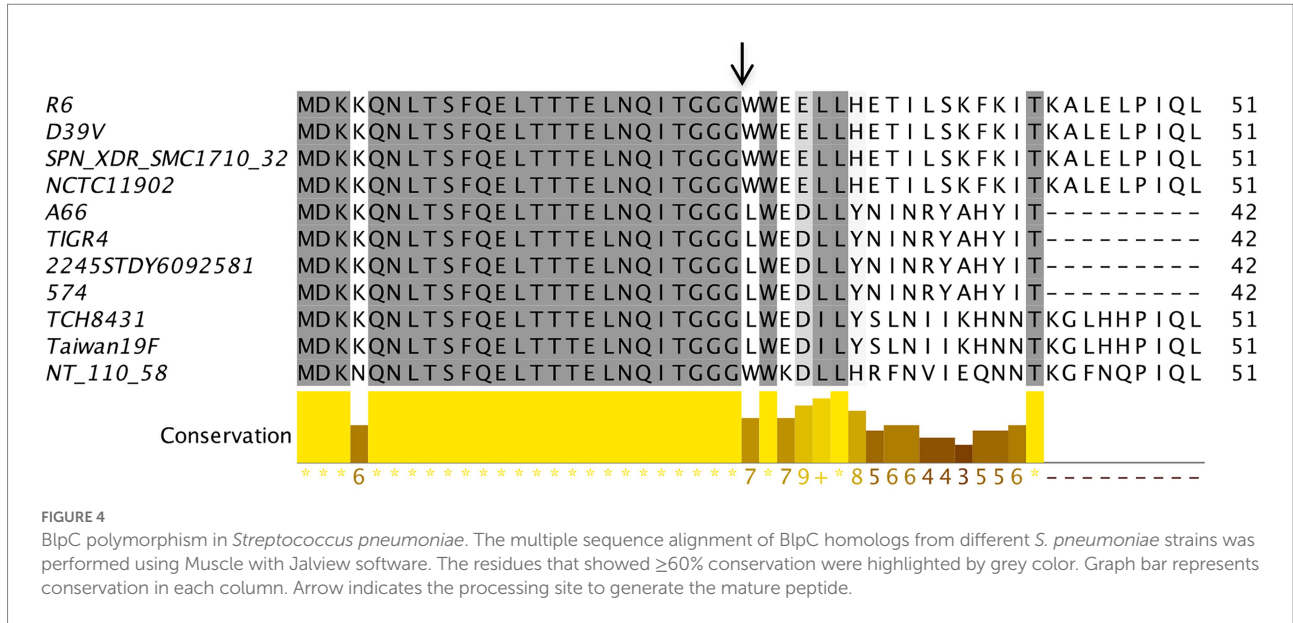 R6 MDKKQNLTSFQELTTTELNQITGGGWWEELLHETILSKFKITKALELPIQL 51
D39V MDKKQNLTSFQELTTTELNQITGGGWWEELLHETILSKFKITKALELPIQL 51
SPN_XDR_SMC1710_32 MDKKQNLTSFQELTTTELNQITGGGWWEELLHETILSKFKITKALELPIQL 51
NCTC11902 MDKKQNLTSFQELTTTELNQITGGGWWEELLHETILSKFKITKALELPIQL 51
A66 MDKKQNLTSFQELTTTELNQITGGGLWEDLLYNINRYAHYIT--------- 42
TIGR4 MDKKQNLTSFQELTTTELNQITGGGLWEDLLYNINRYAHYIT--------- 42
2245STDY6092581 MDKKQNLTSFQELTTTELNQITGGGLWEDLLYNINRYAHYIT--------- 42
574 MDKKQNLTSFQELTTTELNQITGGGLWEDLLYNINRYAHYIT--------- 42
TCH8431 MDKKQNLTSFQELTTTELNQITGGGLWEDILYSLNIIKHNNTKGLHHPIQL 51
Taiwan19F MDKKQNLTSFQELTTTELNQITGGGLWEDILYSLNIIKHNNTKGLHHPIQL 51
NT_110_58 MDKNQNLTSFQELTTTELNQITGGGWWKDLLHRFNVIEQNNTKGFNQPIQL 51
Conservation
***6*********************7*79+*8566443556*---------
FIGURE 4
BlpC polymorphism in Streptococcus pneumoniae. The multiple sequence alignment of BlpC homologs from different S. pneumoniae strains was
performed using Muscle with Jalview software. The residues that showed ≥60% conservation were highlighted by grey color. Graph bar represents
conservation in each column. Arrow indicates the processing site to generate the mature peptide.